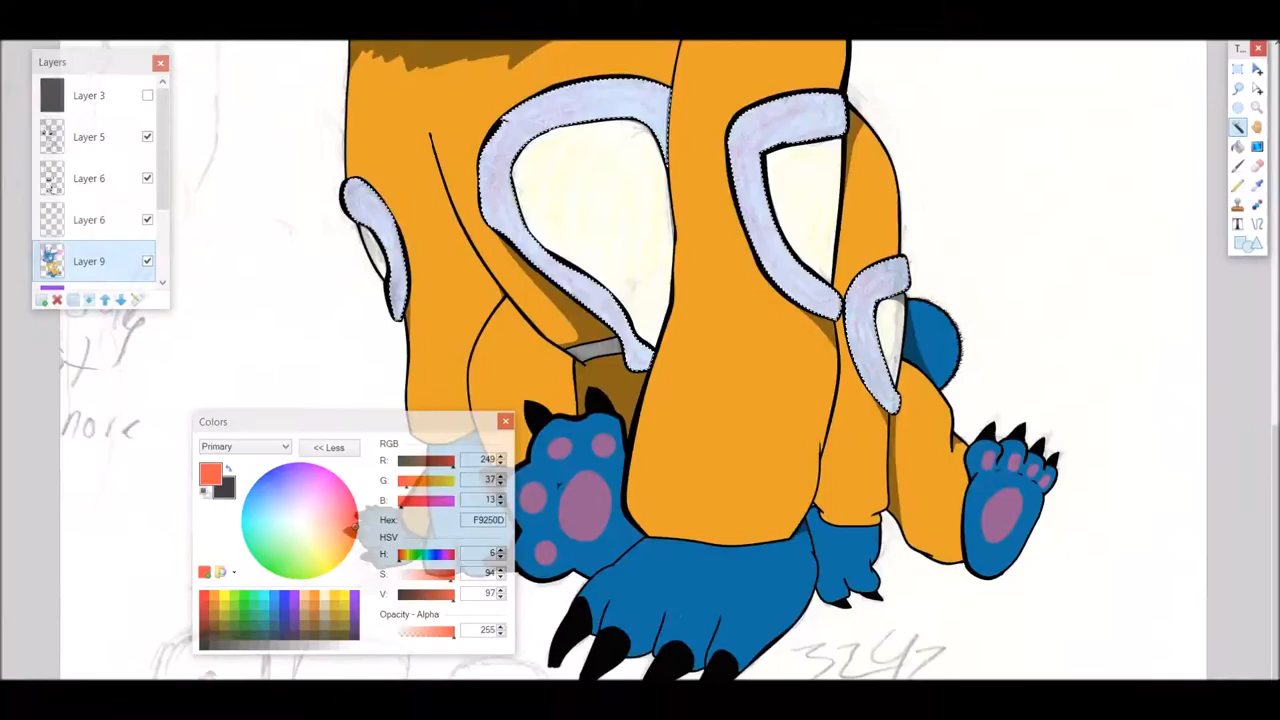 Layers
Layer 3
Layer 5
Layer 6
Layer 6
Layer 9
T...
T
nore
Colors
Primary
<< Less
RGB
R: 249
G: 37
B: 13
Hex: F9250D
HSV
H: 6
S: 94
V: 97
Opacity - Alpha
255